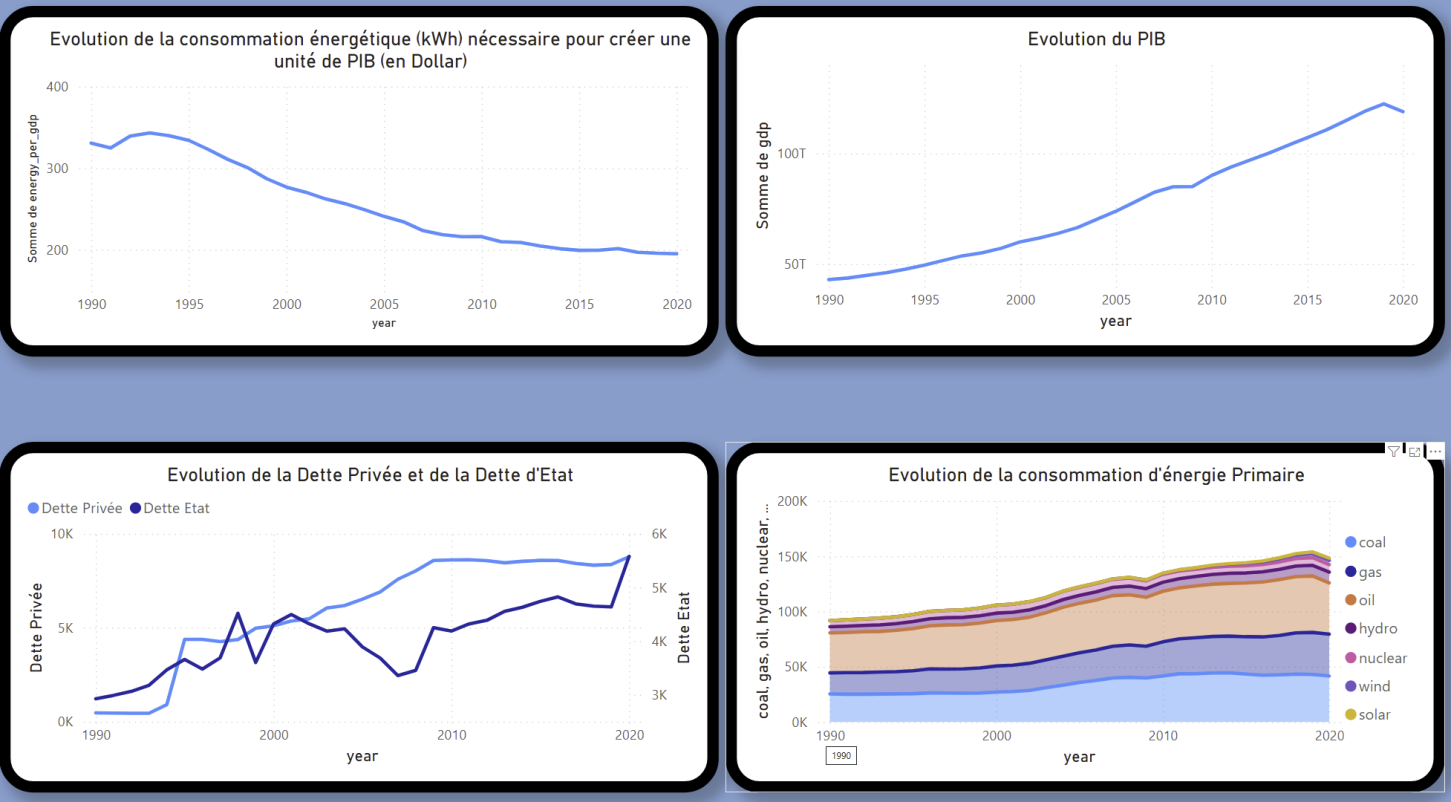 Evolution de la consommation énergétique (kWh) nécessaire pour créer une
unité de PIB (en Dollar)
Somme de energy_per_gdp
400
300
200
1990 1995 2000 2005 2010 2015 2020
year
Evolution du PIB
Somme de gdp
100T
50T
1990 1995 2000 2005 2010 2015 2020
year
Evolution de la Dette Privée et de la Dette d'Etat
Dette Privée Dette Etat
Dette Privée
10K
5K
0K
6K
5K
4K
3K
Dette Etat
1990 2000 2010 2020
year
Evolution de la consommation d'énergie Primaire
coal, gas, oil, hydro, nuclear, ...
200K
150K
100K
50K
0K
1990 2000 2010 2020
1990
year
coal
gas
oil
hydro
nuclear
wind
solar